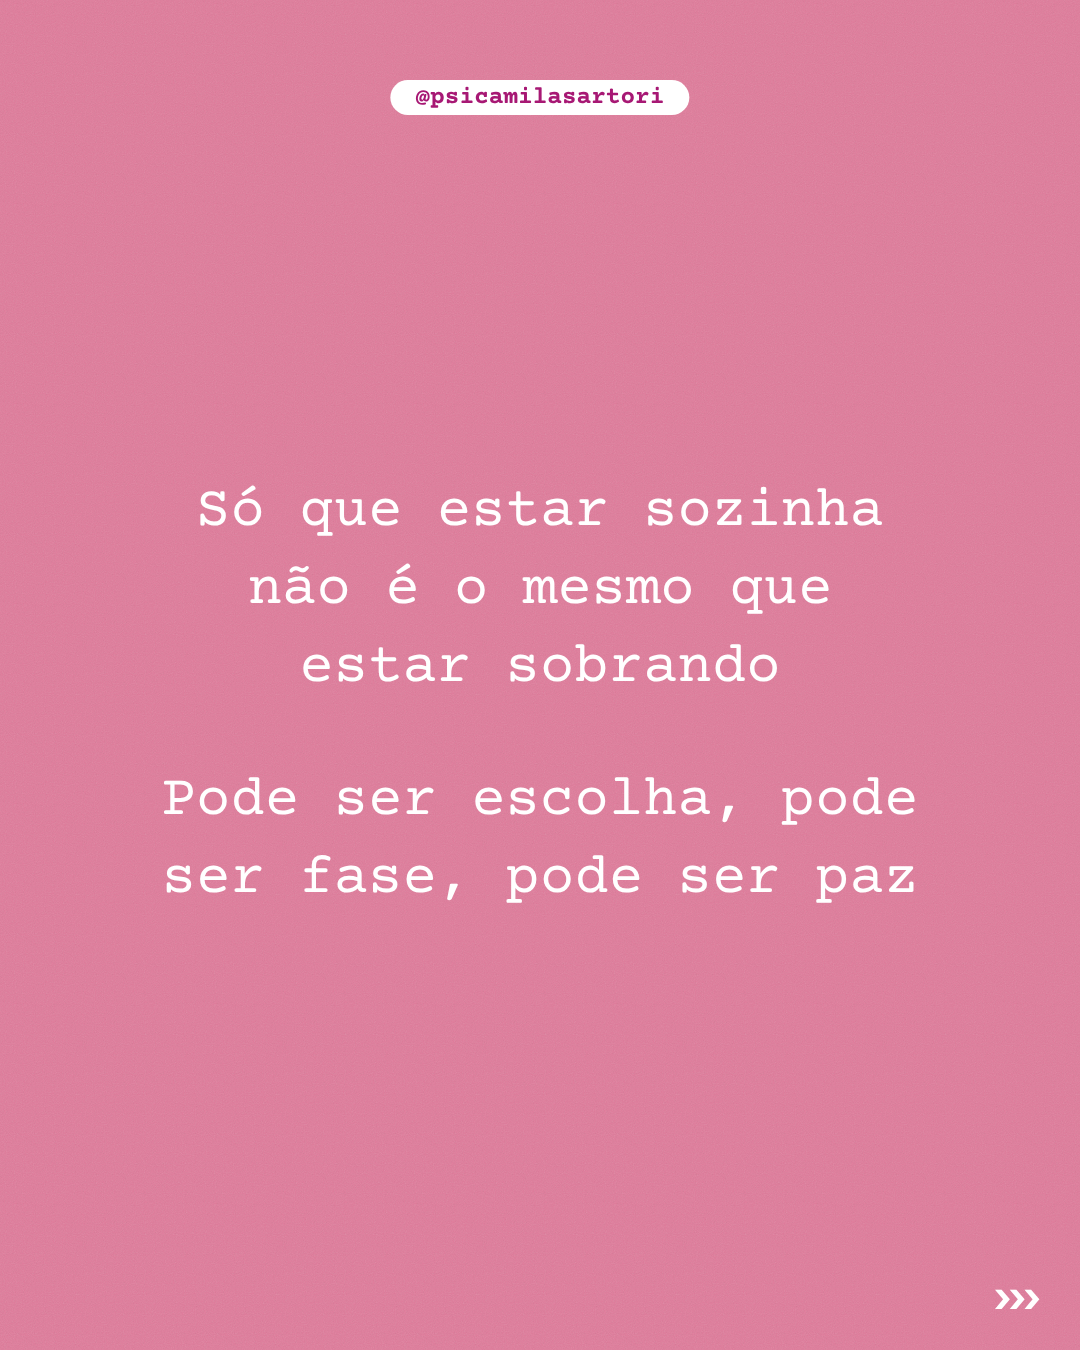 @psicamilasartori
Só que estar sozinha
não é o mesmo que
estar sobrando
Pode ser escolha, pode
ser fase, pode ser paz